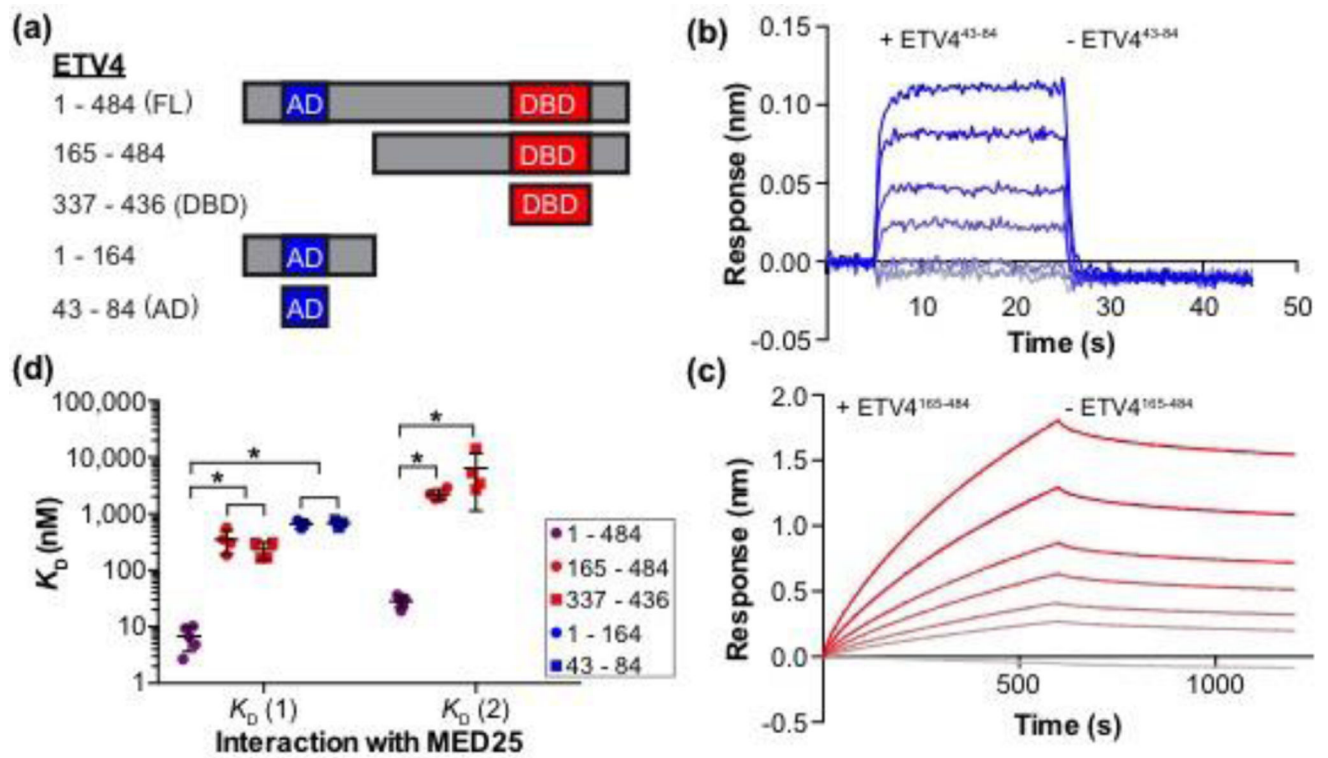 (a)
ETV4
1 - 484 (FL)
AD
DBD
165 - 484
DBD
337 - 436 (DBD)
DBD
1 - 164
AD
43 - 84 (AD)
AD
(b)
+ ETV4⁴³⁻⁸⁴
- ETV4⁴³⁻⁸⁴
Response (nm)
0.15
0.10
0.05
0.00
-0.05
10
20
30
40
50
Time (s)
(d)
K_D (nM)
100,000
10,000
1,000
100
10
1
*
*
*
*
K_D (1)
K_D (2)
Interaction with MED25
1 - 484
165 - 484
337 - 436
1 - 164
43 - 84
(c)
+ ETV4¹⁶⁵⁻⁴⁸⁴
- ETV4¹⁶⁵⁻⁴⁸⁴
Response (nm)
2.0
1.5
1.0
0.5
0.0
-0.5
500
1000
Time (s)